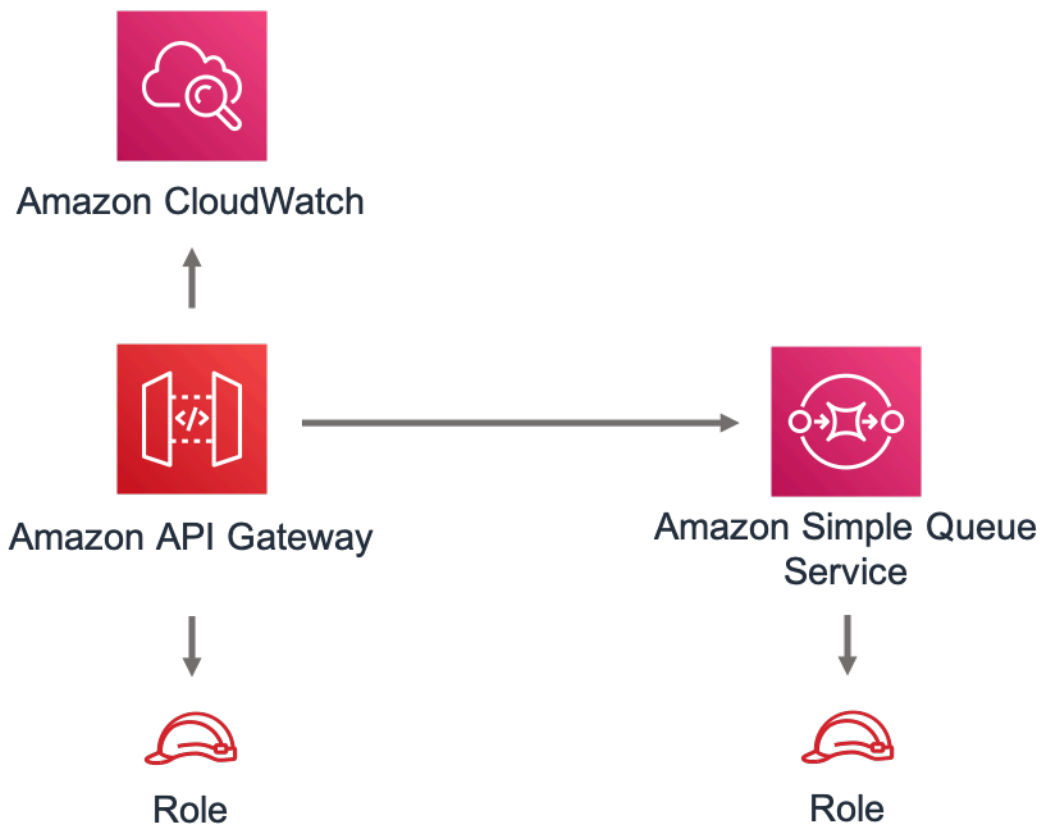 Amazon CloudWatch
</>
Amazon API Gateway
Amazon Simple Queue
Service
Role
Role